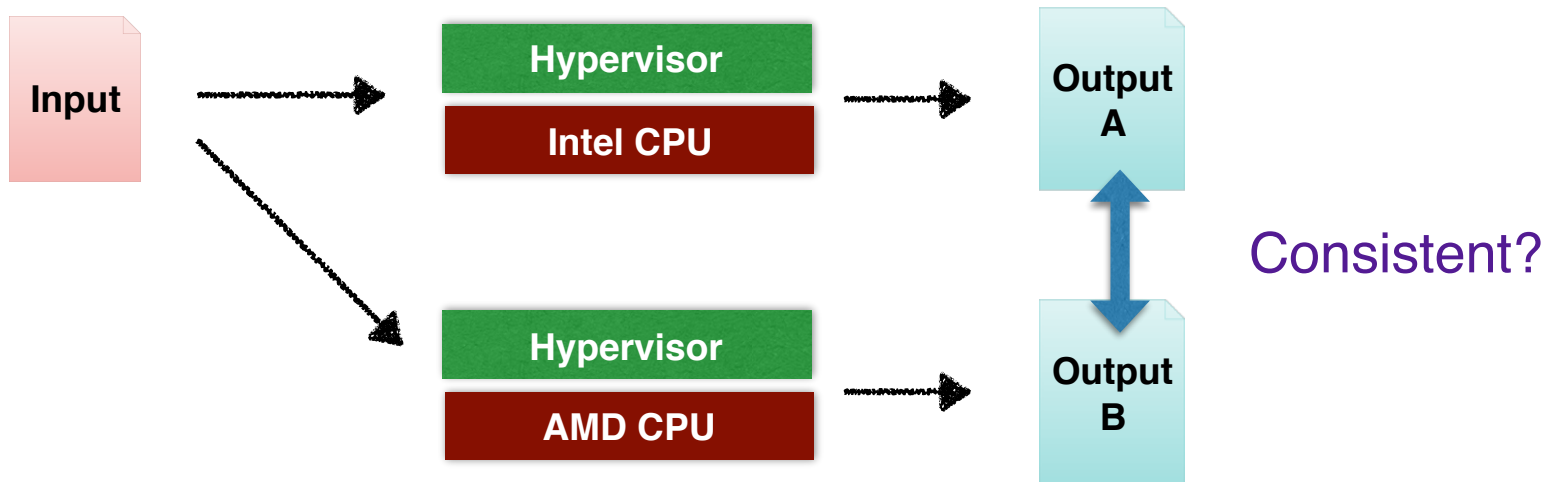 Input
Hypervisor
Intel CPU
Output
A
Consistent?
Hypervisor
AMD CPU
Output
B